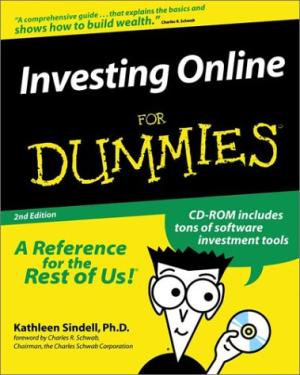 "A comprehensive guide . . . that explains the basics and
shows how to build wealth." Charles R. Schwab
Investing Online
FOR
DUMMIES®
2nd Edition
CD-ROM includes
tons of software
investment tools
A Reference
for the
Rest of Us!®
Kathleen Sindell, Ph.D.
foreword by Charles R. Schwab,
Chairman, the Charles Schwab Corporation